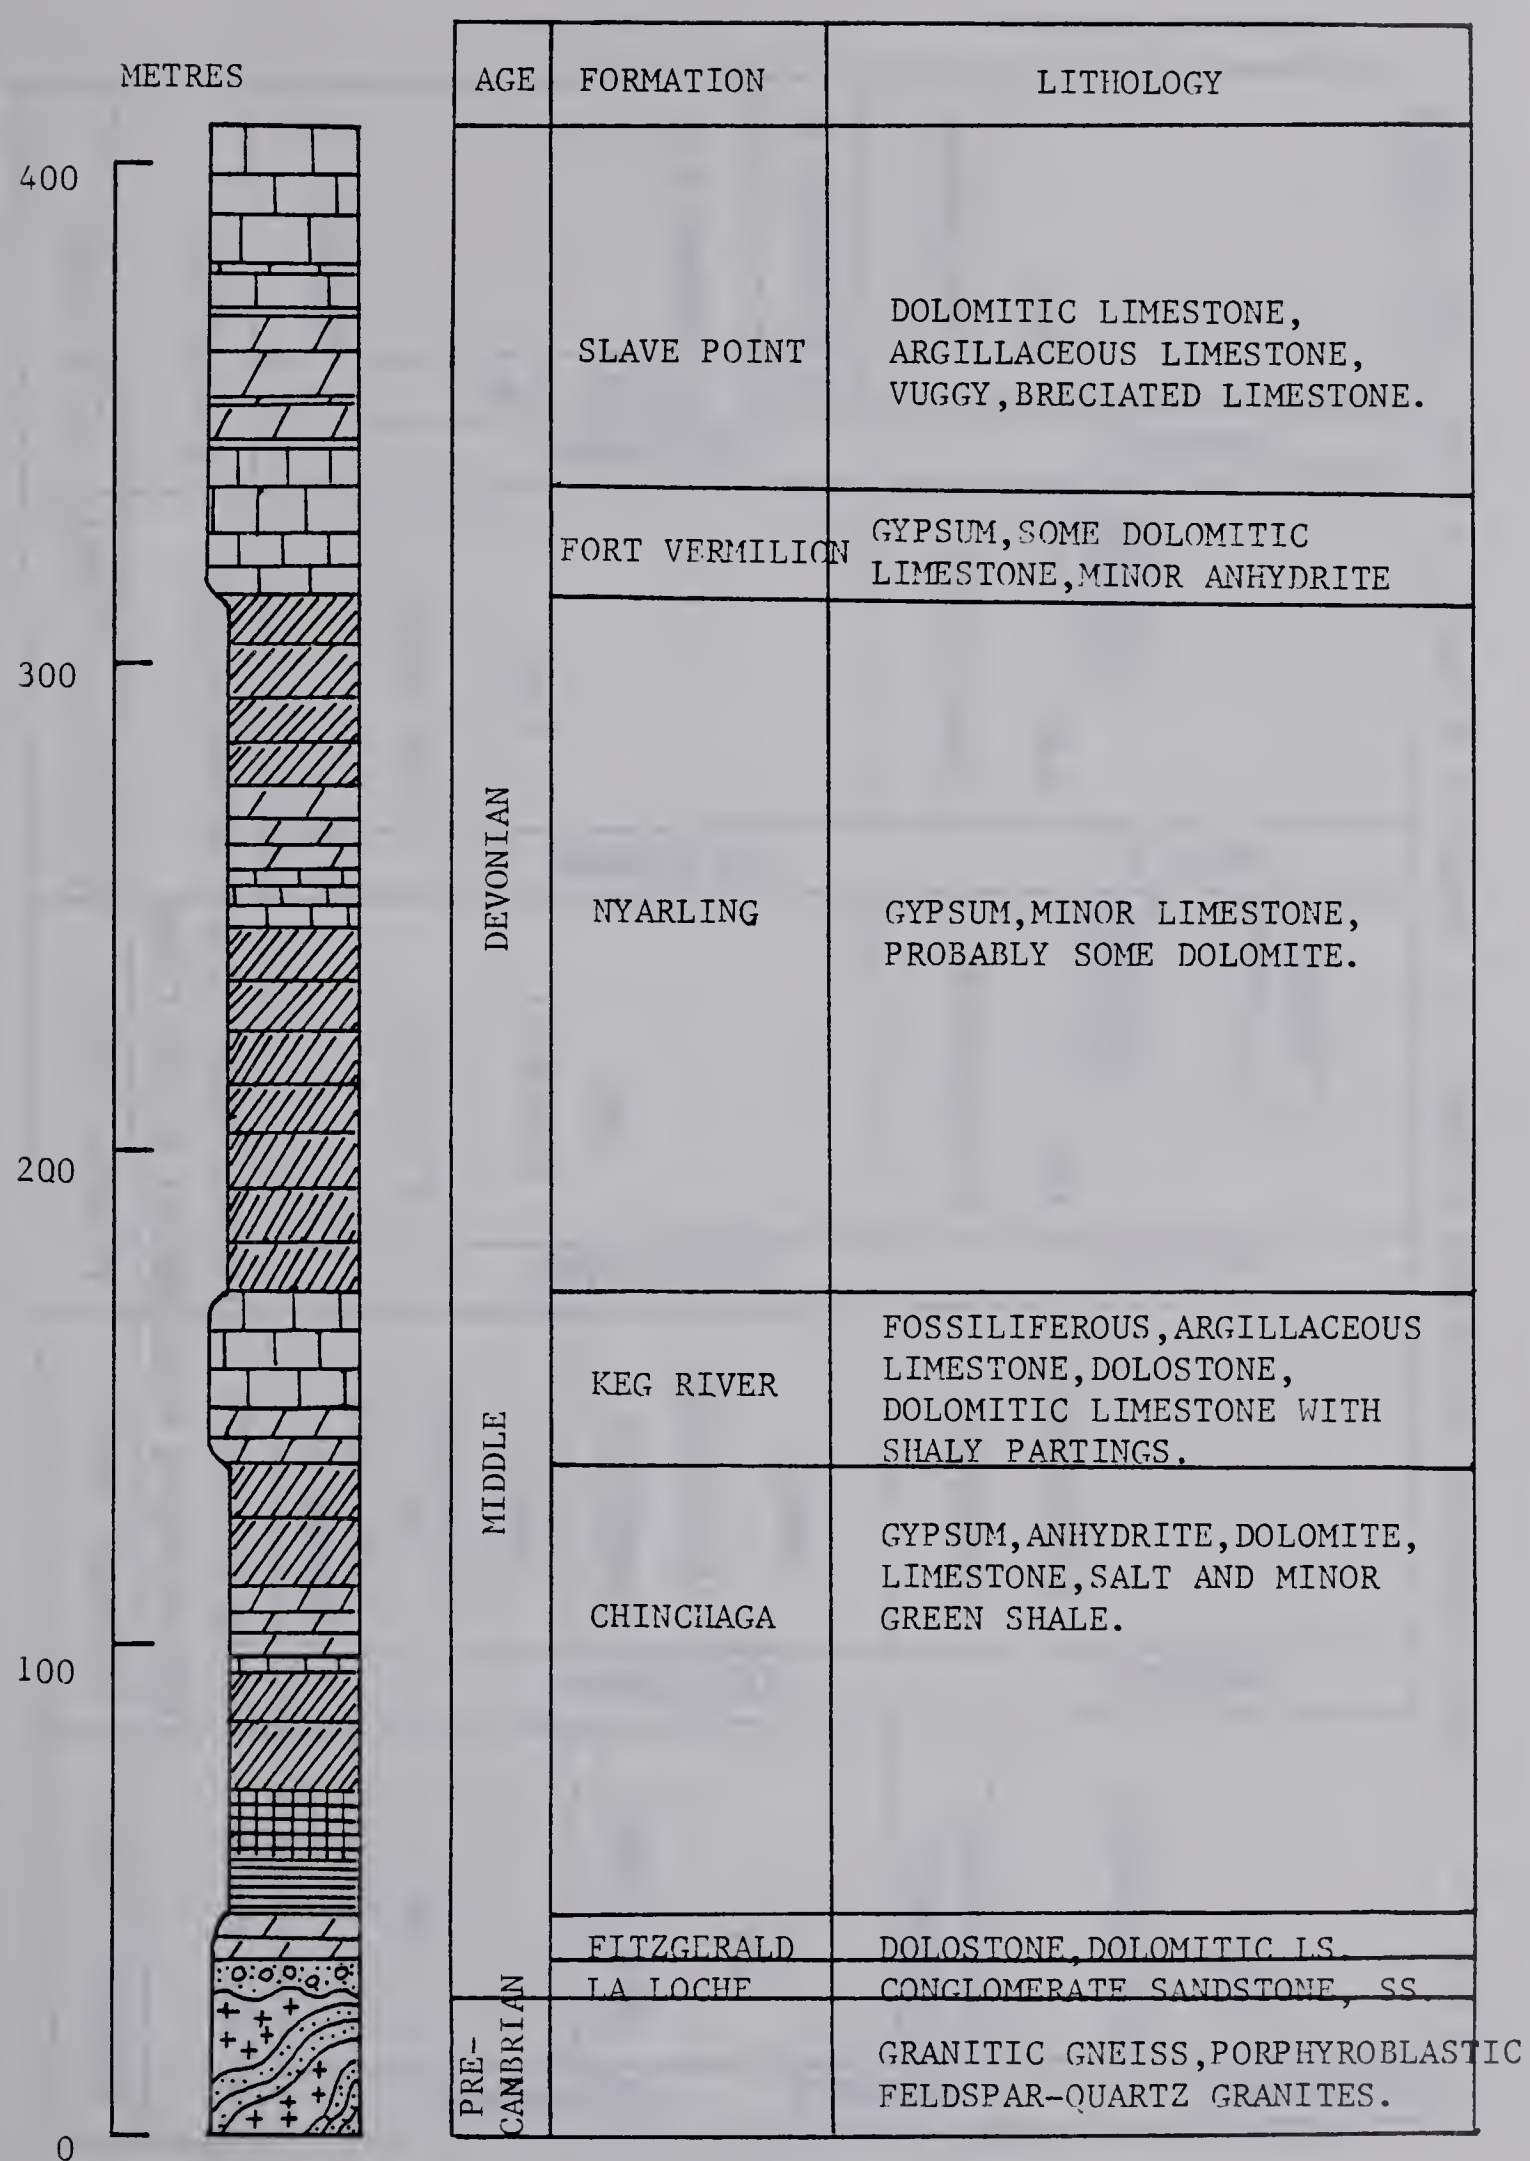 METRES
AGE FORMATION LITHOLOGY
400
300
200
100
0
MIDDLE DEVONIAN
SLAVE POINT
DOLOMITIC LIMESTONE,
ARGILLACEOUS LIMESTONE,
VUGGY, BRECIATED LIMESTONE.
FORT VERMILION
GYPSUM, SOME DOLOMITIC
LIMESTONE, MINOR ANHYDRITE
NYARLING
GYPSUM, MINOR LIMESTONE,
PROBABLY SOME DOLOMITE.
KEG RIVER
FOSSILIFEROUS, ARGILLACEOUS
LIMESTONE, DOLOSTONE,
DOLOMITIC LIMESTONE WITH
SHALY PARTINGS.
CHINCHAGA
GYPSUM, ANHYDRITE, DOLOMITE,
LIMESTONE, SALT AND MINOR
GREEN SHALE.
FITZGERALD
DOLOSTONE, DOLOMITIC LS.
LA LOCHE
CONGLOMERATE SANDSTONE, SS.
PRE-
CAMBRIAN
GRANITIC GNEISS, PORPHYROBLASTIC
FELDSPAR-QUARTZ GRANITES.